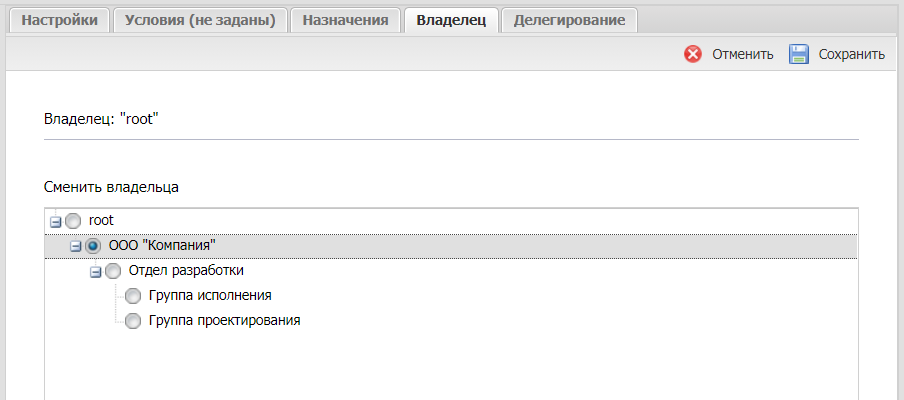 Настройки Условия (не заданы) Назначения Владелец Делегирование
Отменить Сохранить
Владелец: "root"
Сменить владельца
root
ООО "Компания"
Отдел разработки
Группа исполнения
Группа проектирования